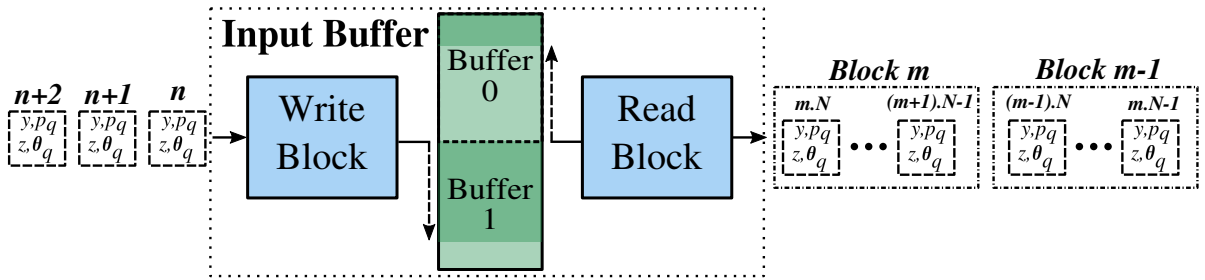 Input Buffer
n+2 n+1 n
y,pq y,pq y,pq
z,θq z,θq z,θq
Write
Block
Buffer
0
Buffer
1
Read
Block
Block m
m.N (m+1).N-1
y,pq ••• y,pq
z,θq z,θq
Block m-1
(m-1).N m.N-1
y,pq ••• y,pq
z,θq z,θq